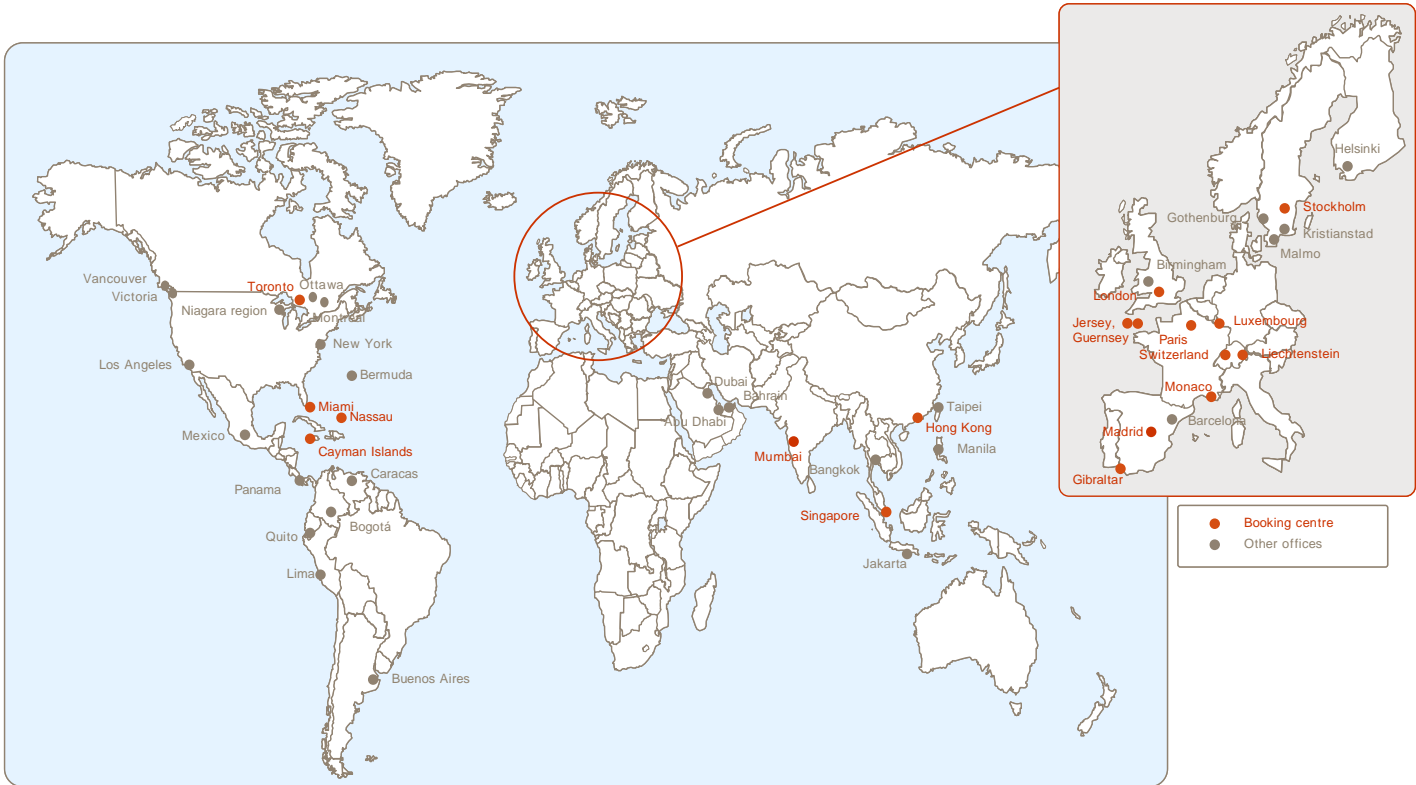 Vancouver
Victoria
Toronto
Ottawa
Niagara region
Montreal
New York
Los Angeles
Bermuda
Miami
Nassau
Mexico
Cayman Islands
Caracas
Panama
Bogotá
Quito
Lima
Buenos Aires
Dubai
Bahrain
Abu Dhabi
Taipei
Hong Kong
Mumbai
Manila
Bangkok
Singapore
Jakarta
Helsinki
Stockholm
Gothenburg
Kristianstad
Malmo
Birmingham
London
Jersey,
Guernsey
Luxembourg
Paris
Switzerland
Liechtenstein
Monaco
Barcelona
Madrid
Gibraltar
Booking centre
Other offices